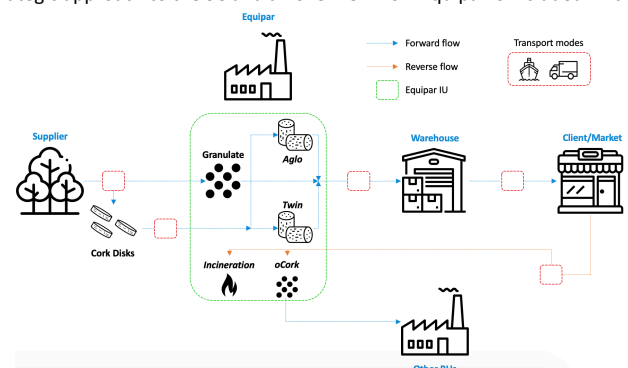 Equipar
Forward flow
Reverse flow
Equipar IU
Transport modes
Supplier
Granulate
Aglo
Warehouse
Client/Market
Twin
Cork Disks
Incineration
oCork